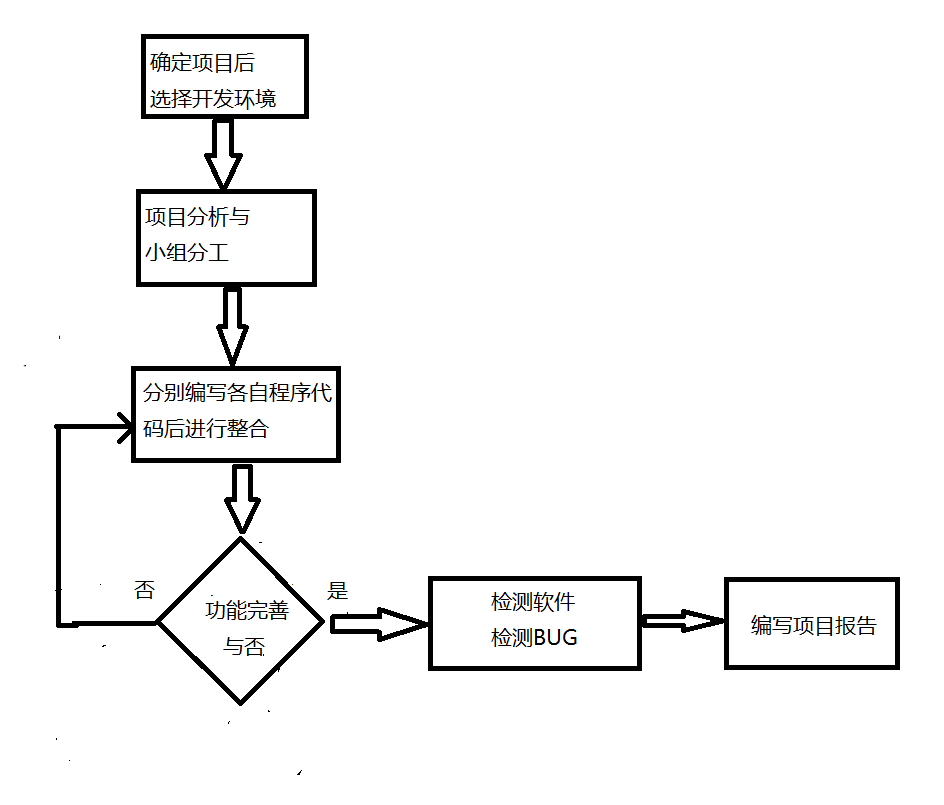 确定项目后
选择开发环境
项目分析与
小组分工
分别编写各自程序代
码后进行整合
否
是
功能完善
与否
检测软件
检测BUG
编写项目报告